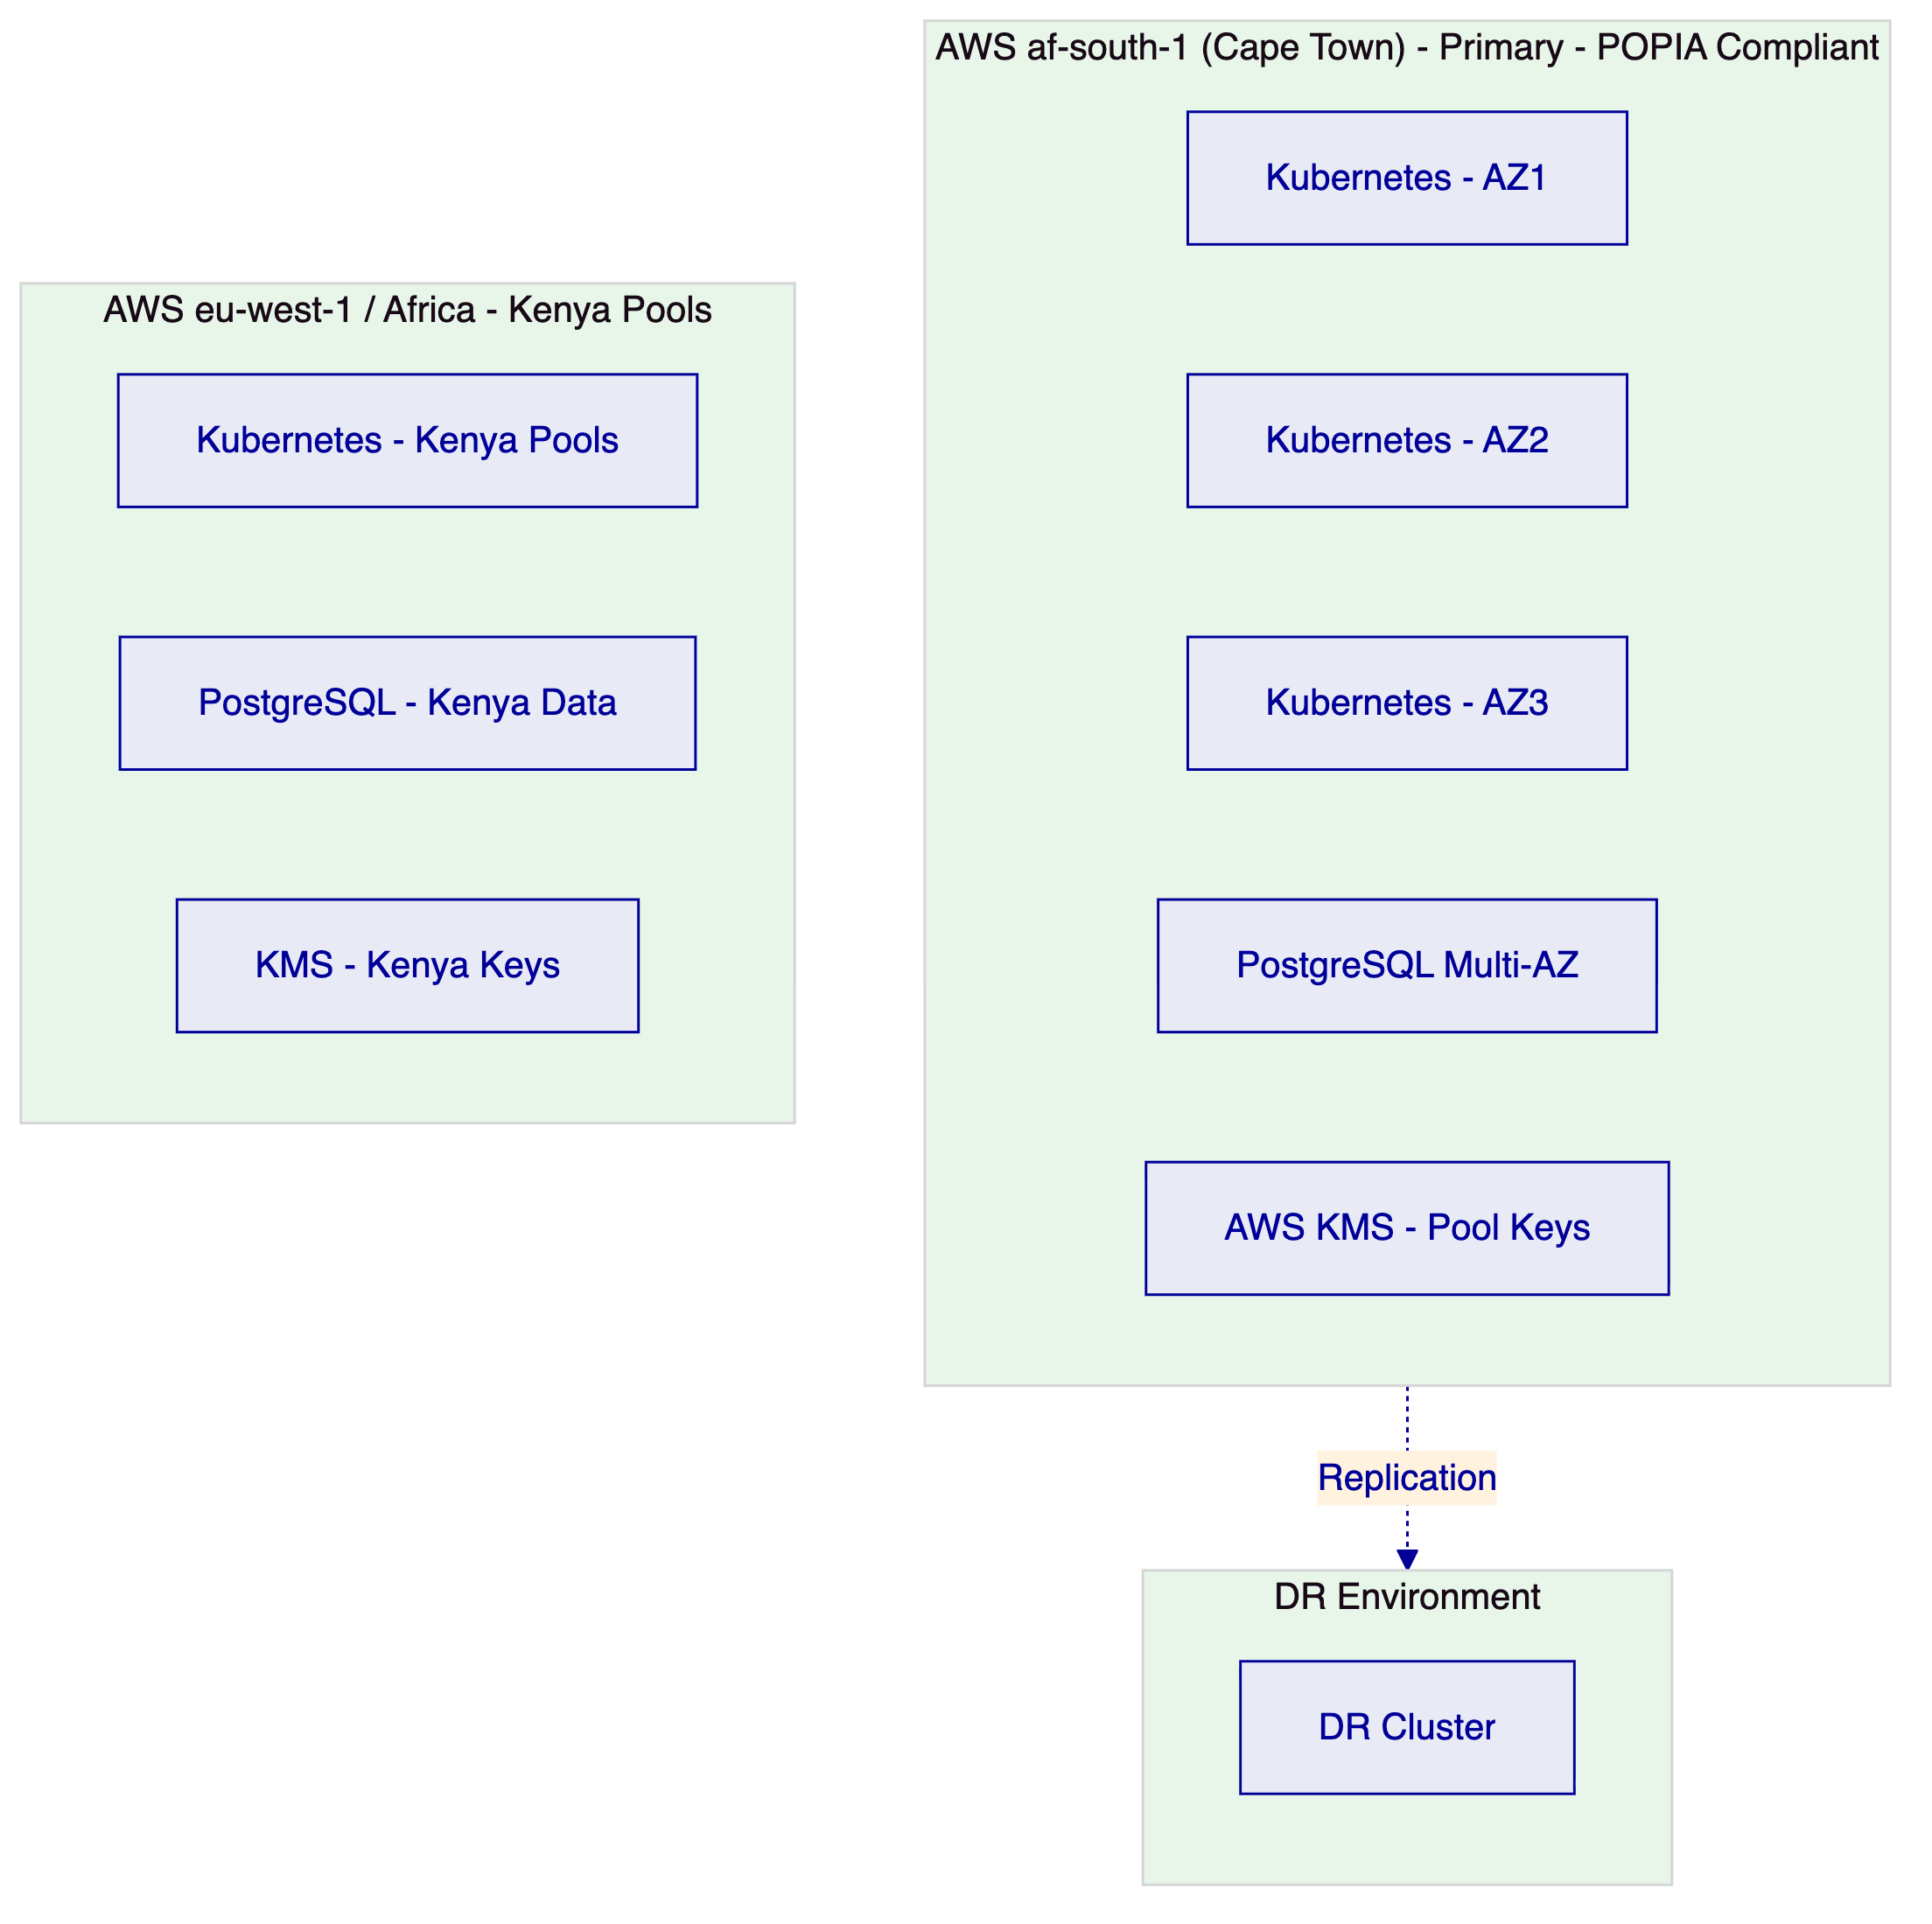 AWS af-south-1 (Cape Town) - Primary - POPIA Compliant
Kubernetes - AZ1
Kubernetes - AZ2
Kubernetes - AZ3
PostgreSQL Multi-AZ
AWS KMS - Pool Keys
AWS eu-west-1 / Africa - Kenya Pools
Kubernetes - Kenya Pools
PostgreSQL - Kenya Data
KMS - Kenya Keys
Replication
DR Environment
DR Cluster